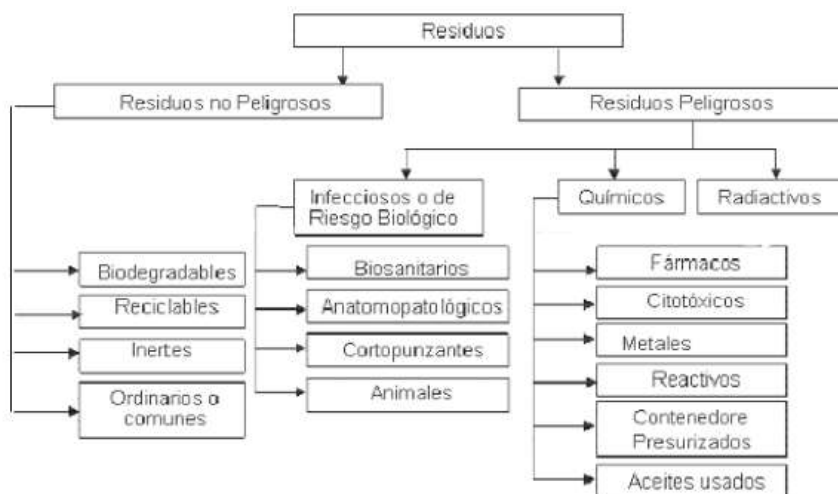 Residuos
Residuos no Peligrosos
Residuos Peligrosos
Infecciosos o de
Riesgo Biológico
Químicos
Radiactivos
Biodegradables
Reciclables
Inertes
Ordinarios o
comunes
Biosanitarios
Anatomopatológicos
Cortopunzantes
Animales
Fármacos
Citotóxicos
Metales
Reactivos
Contenedore
Presurizados
Aceites usados